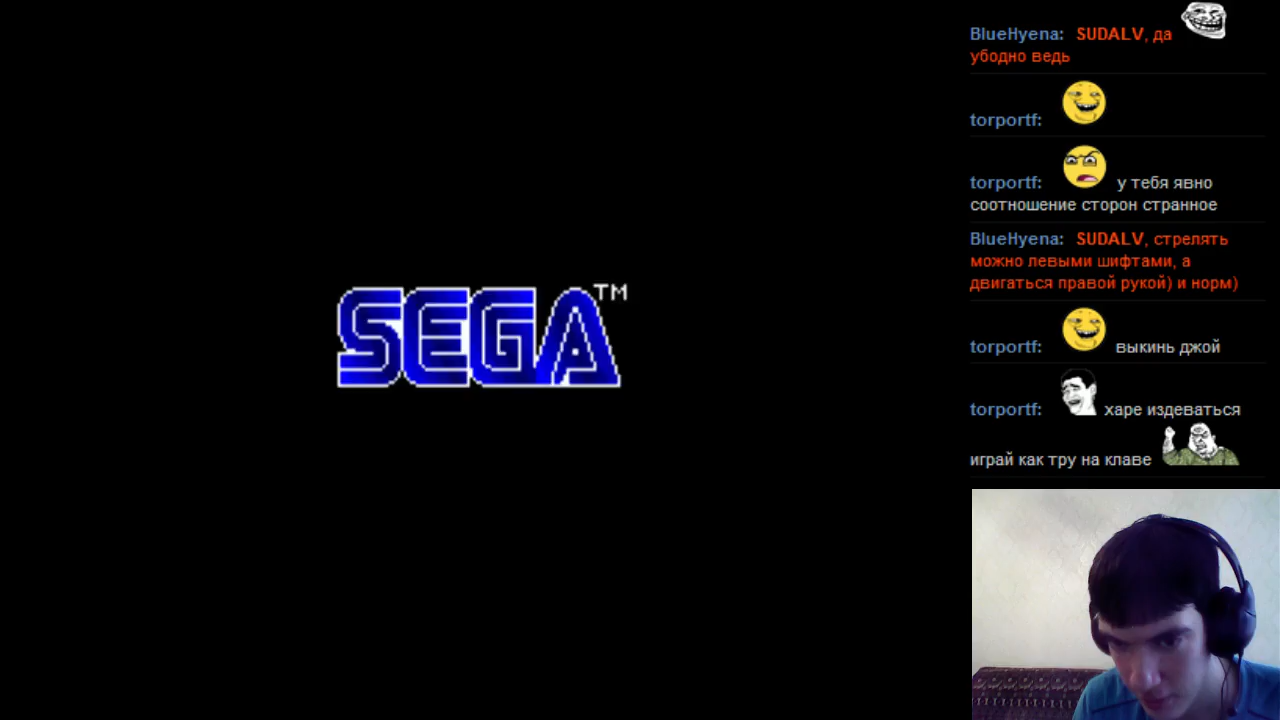 SEGA™
BlueHyena: SUDALV, да
убодно ведь
torportf:
torportf: у тебя явно
соотношение сторон странное
BlueHyena: SUDALV, стрелять
можно левыми шифтами, а
двигаться правой рукой) и норм)
torportf: выкинь джой
torportf: харе издеваться
играй как тру на клаве